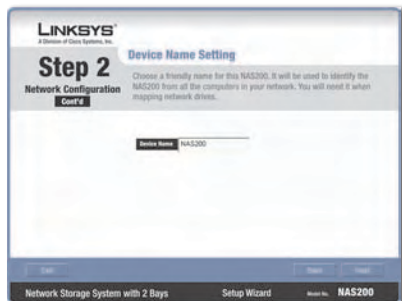 LINKSYS®
A Division of Cisco Systems, Inc.
Step 2
Network Configuration
Cont'd
Device Name Setting
Choose a friendly name for this NAS200. It will be used to identify the
NAS200 from all the computers in your network. You will need it when
mapping network drives.
Device Name NAS200
Exit
Back Next
Network Storage System with 2 Bays Setup Wizard Model No. NAS200